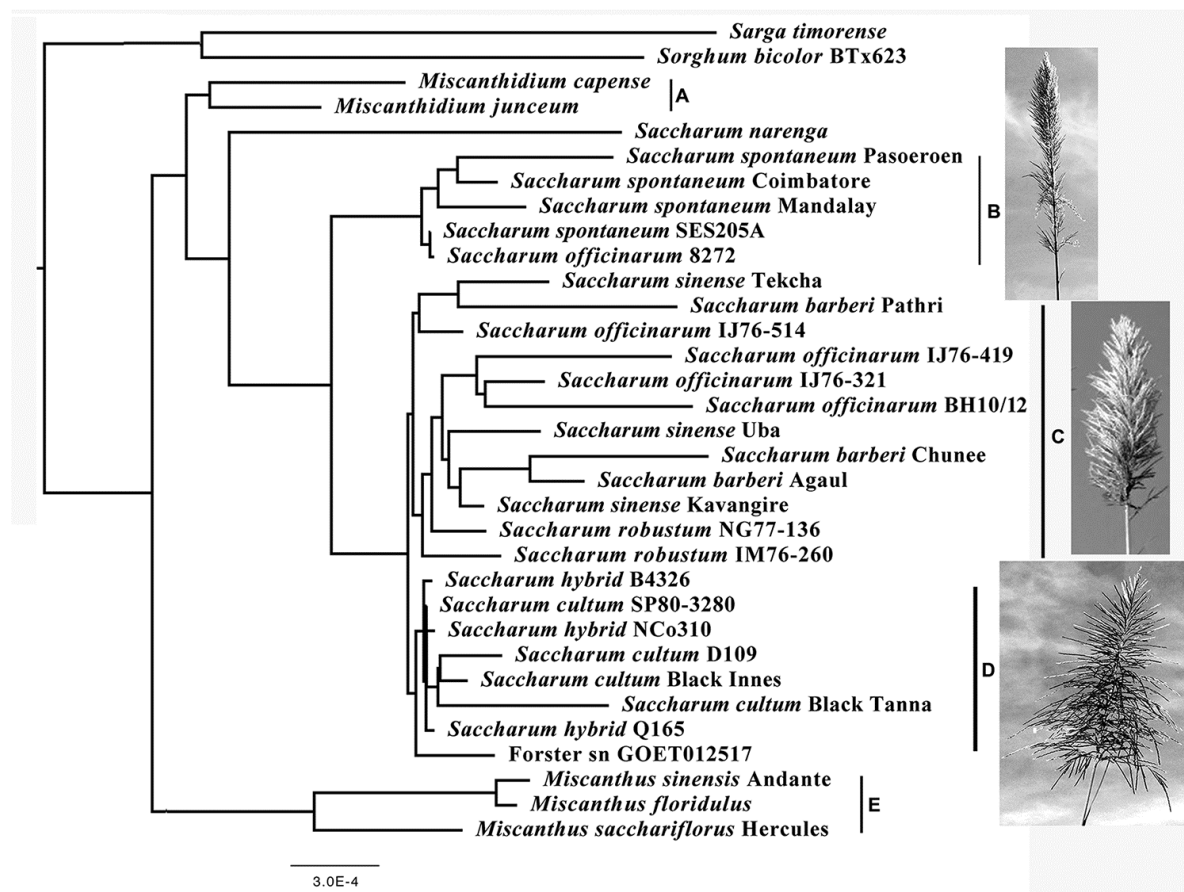 Sarga timorense
Sorghum bicolor BTx623
Miscanthidium capense
A
Miscanthidium junceum
Saccharum narenga
Saccharum spontaneum Pasoeroen
Saccharum spontaneum Coimbatore
Saccharum spontaneum Mandalay
B
Saccharum spontaneum SES205A
Saccharum officinarum 8272
Saccharum sinense Tekcha
Saccharum barberi Pathri
Saccharum officinarum IJ76-514
Saccharum officinarum IJ76-419
Saccharum officinarum IJ76-321
Saccharum officinarum BH10/12
Saccharum sinense Uba
C
Saccharum barberi Chunee
Saccharum barberi Agaul
Saccharum sinense Kavangire
Saccharum robustum NG77-136
Saccharum robustum IM76-260
Saccharum hybrid B4326
Saccharum cultum SP80-3280
Saccharum hybrid NCo310
Saccharum cultum D109
D
Saccharum cultum Black Innes
Saccharum cultum Black Tanna
Saccharum hybrid Q165
Forster sn GOET012517
Miscanthus sinensis Andante
Miscanthus floridulus
E
Miscanthus sacchariflorus Hercules
3.0E-4